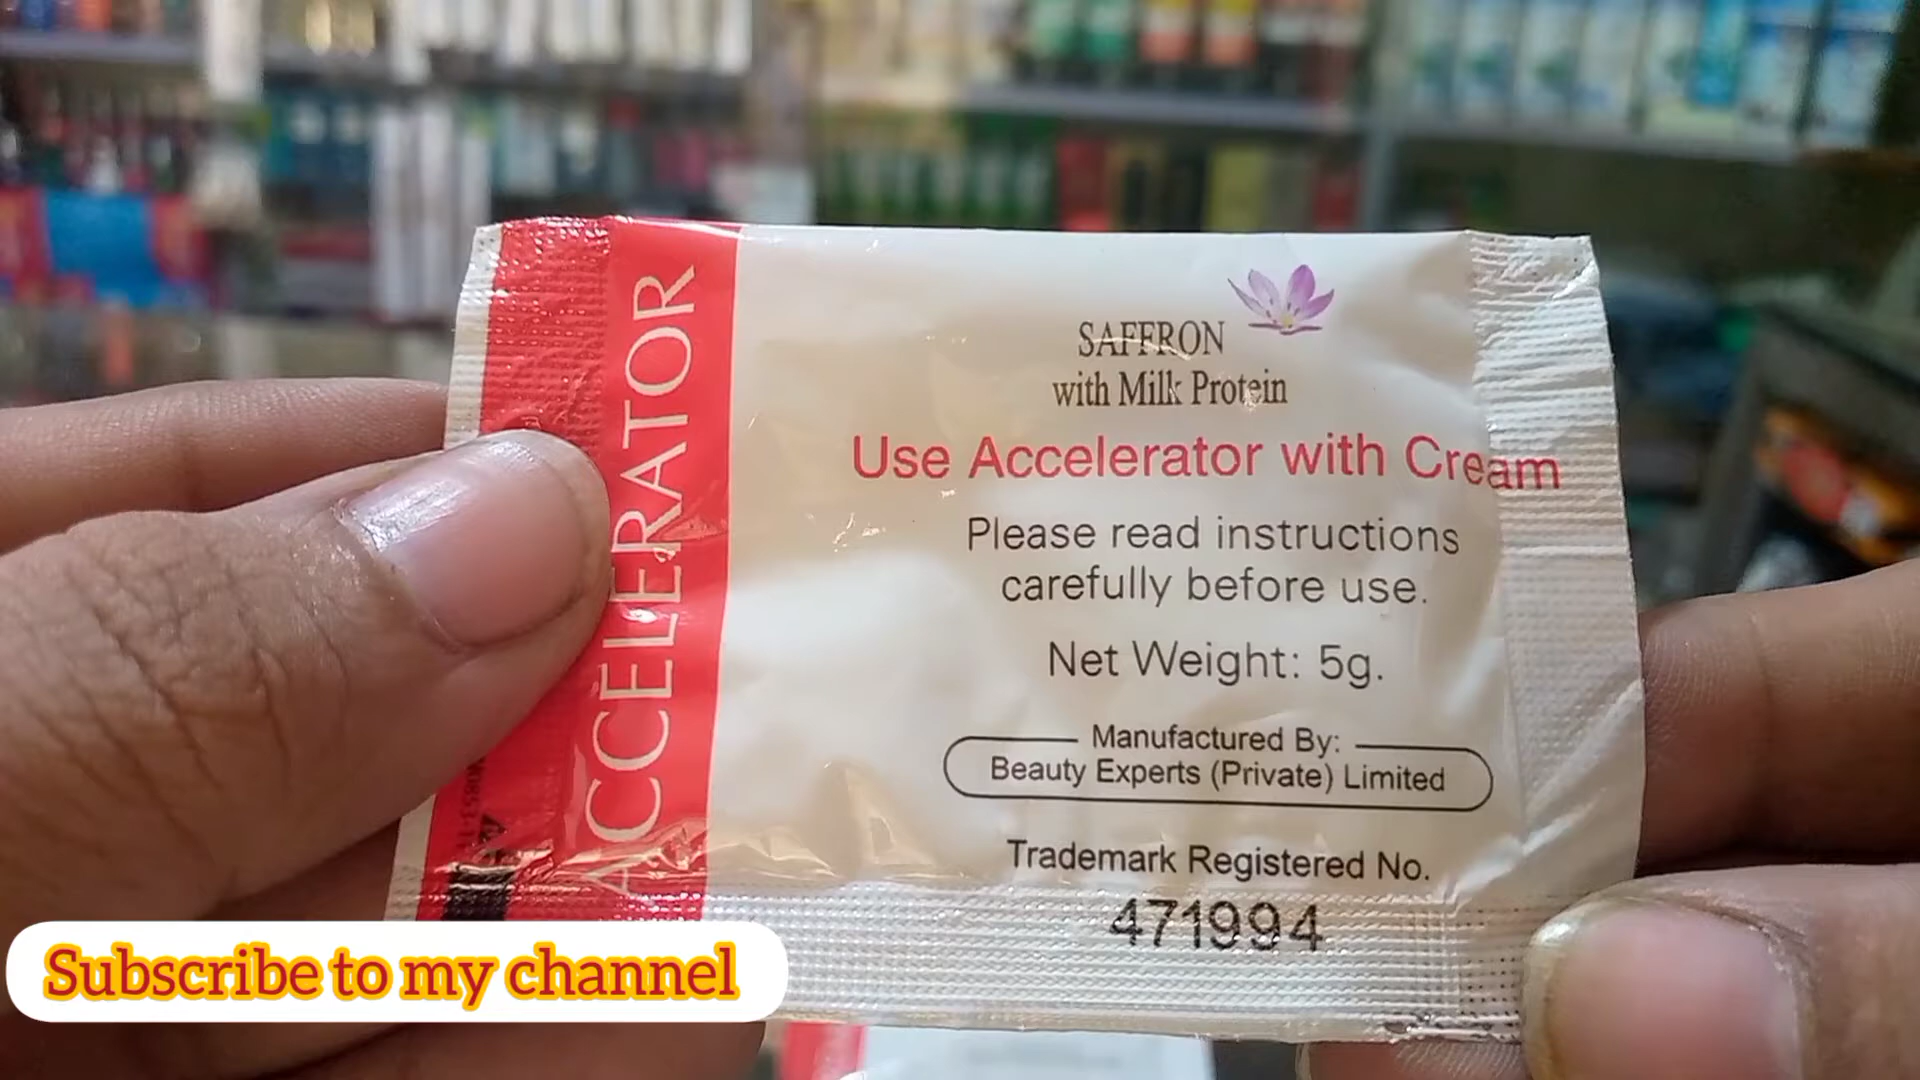 ACCELERATOR
SAFFRON
with Milk Protein
Use Accelerator with Cream
Please read instructions
carefully before use.
Net Weight: 5g.
Manufactured By:
Beauty Experts (Private) Limited
Trademark Registered No.
471994
Subscribe to my channel